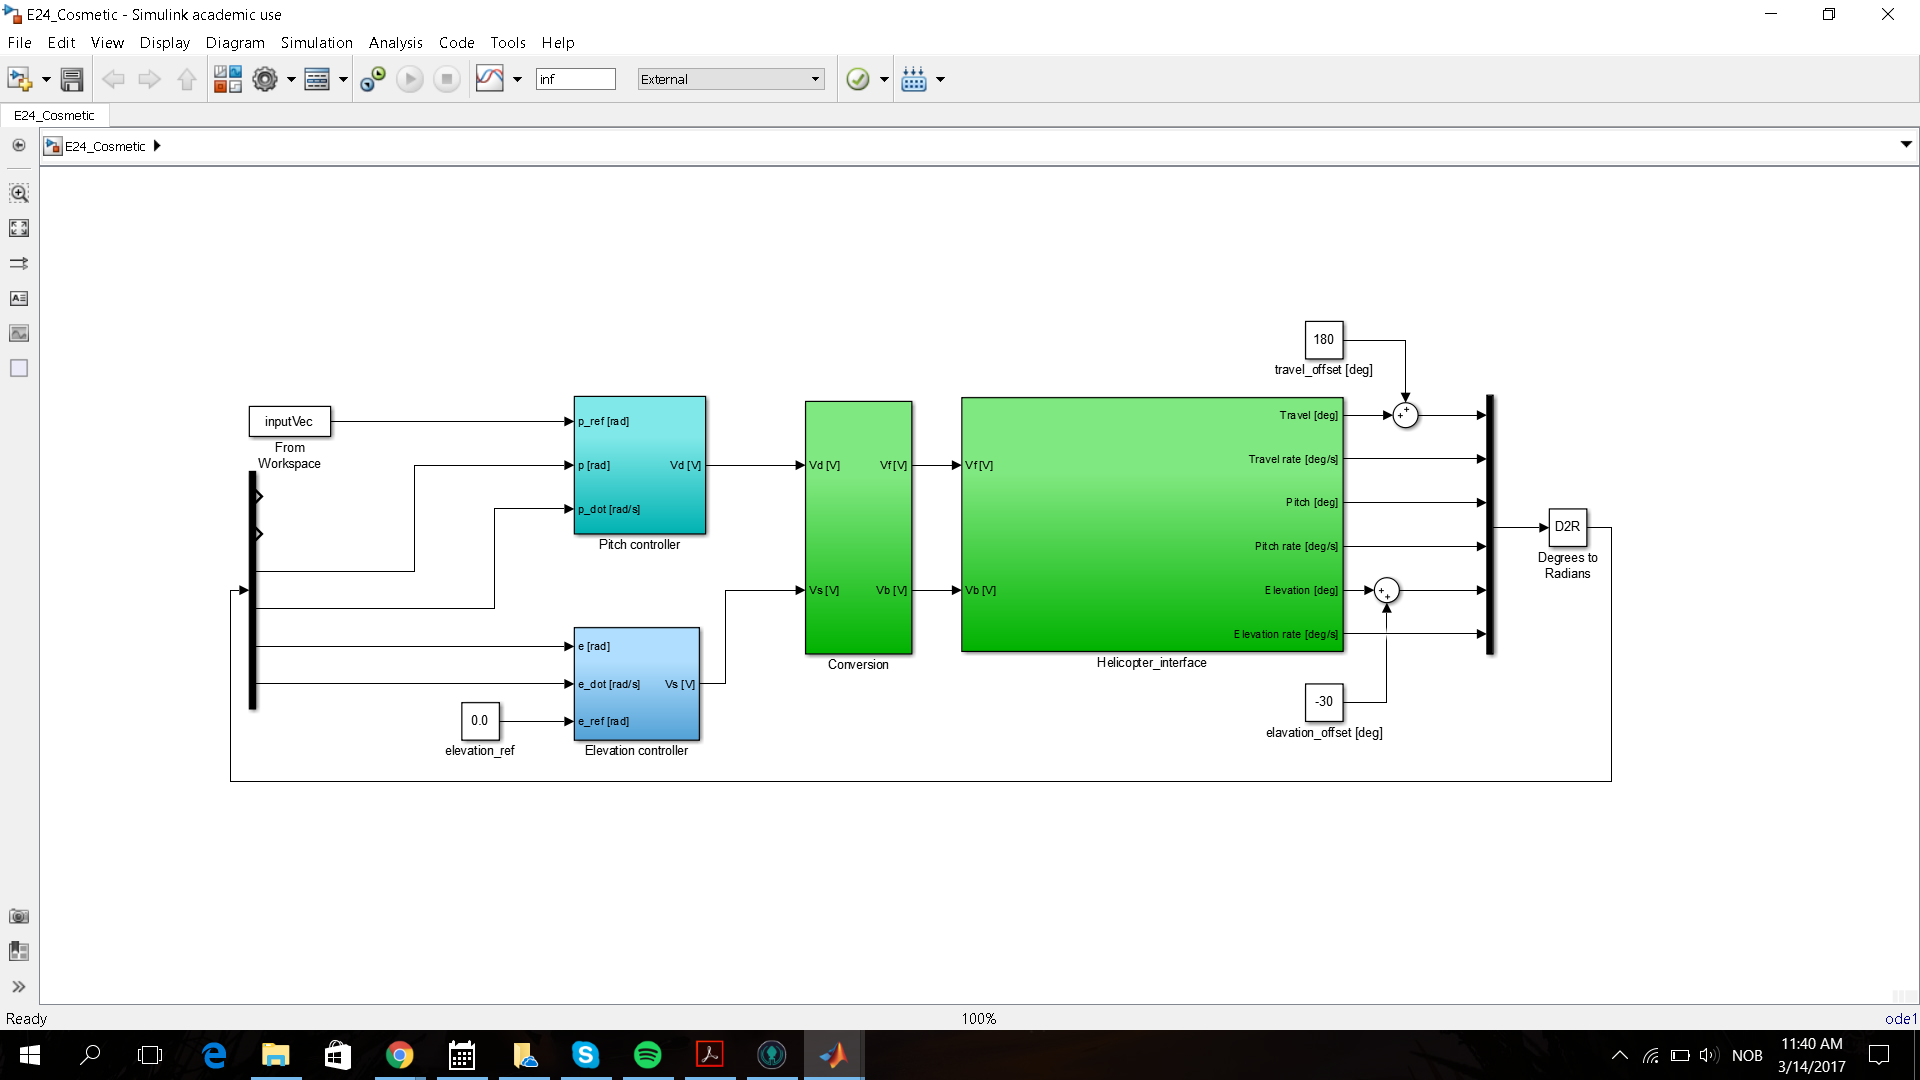 E24_Cosmetic - Simulink academic use
File Edit View Display Diagram Simulation Analysis Code Tools Help
inf External
E24_Cosmetic
E24_Cosmetic
180
travel_offset [deg]
inputVec
From
Workspace
p_ref [rad]
p [rad] Vd [V]
p_dot [rad/s]
Pitch controller
Vd [V] Vf [V]
Vs [V] Vb [V]
Conversion
Vf [V]
Vb [V]
Travel [deg]
Travel rate [deg/s]
Pitch [deg]
Pitch rate [deg/s]
Elevation [deg]
Elevation rate [deg/s]
Helicopter_interface
D2R
Degrees to
Radians
e [rad]
e_dot [rad/s] Vs [V]
e_ref [rad]
Elevation controller
0.0
elevation_ref
-30
elavation_offset [deg]
Ready 100% ode1
NOB
11:40 AM
3/14/2017